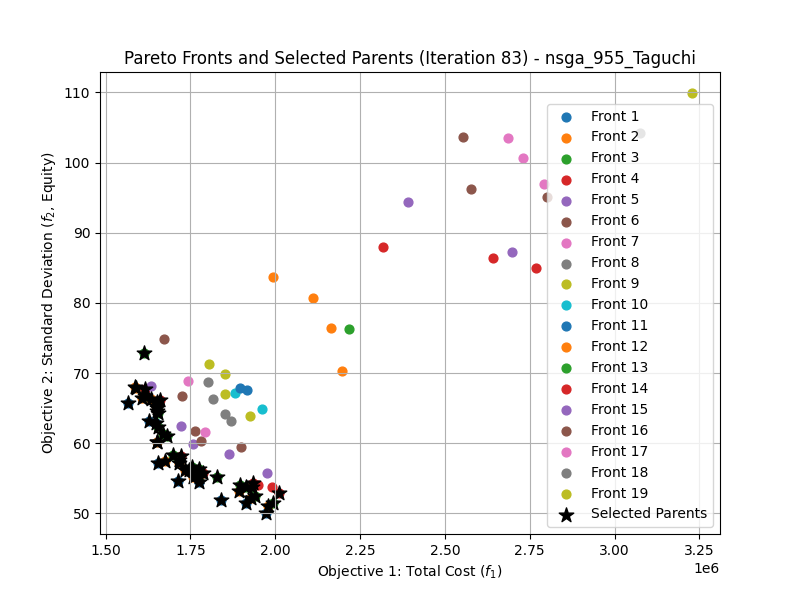 Pareto Fronts and Selected Parents (Iteration 83) - nsga_955_Taguchi
Objective 2: Standard Deviation (f2, Equity)
110
100
90
80
70
60
50
1.50
1.75
2.00
2.25
2.50
2.75
3.00
3.25
1e6
Objective 1: Total Cost (f1)
Front 1
Front 2
Front 3
Front 4
Front 5
Front 6
Front 7
Front 8
Front 9
Front 10
Front 11
Front 12
Front 13
Front 14
Front 15
Front 16
Front 17
Front 18
Front 19
Selected Parents